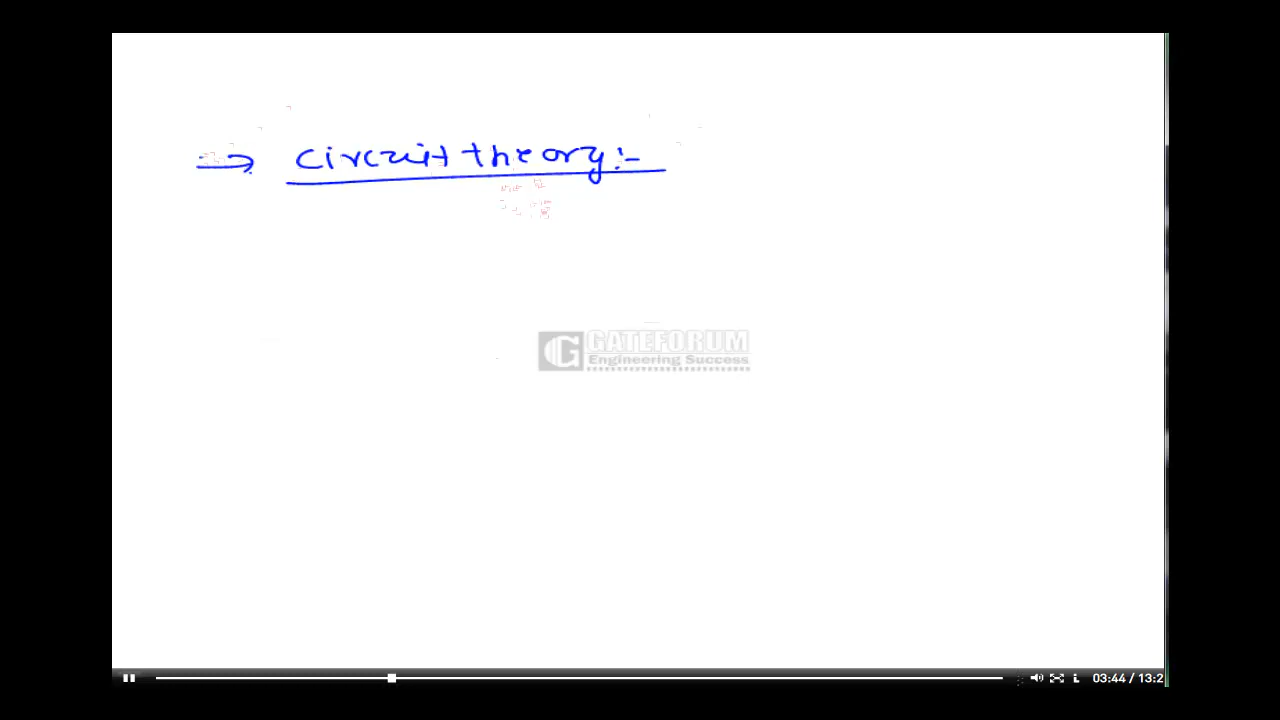 ⇒ circuit theory:-
GATEFORUM
Engineering Success
03:44 / 13:2